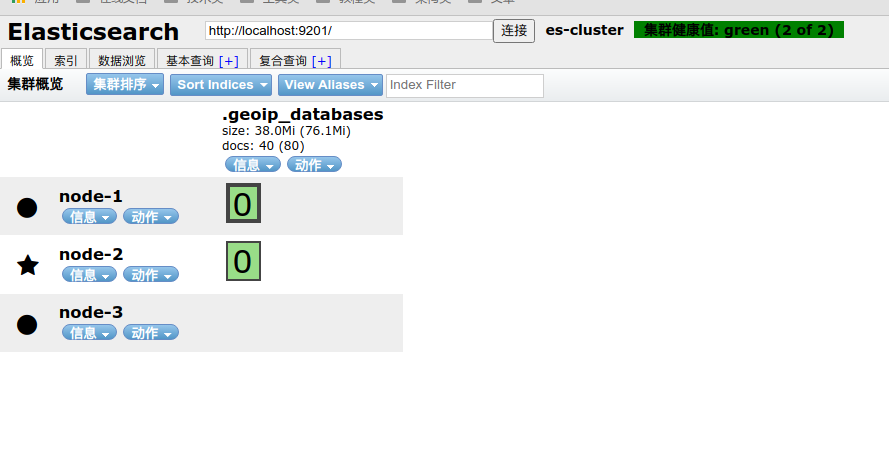 Elasticsearch http://localhost:9201/ 连接 es-cluster 集群健康值: green (2 of 2)
概览 索引 数据浏览 基本查询 [+] 复合查询 [+]
集群概览 集群排序 Sort Indices View Aliases Index Filter
.geoip_databases
size: 38.0Mi (76.1Mi)
docs: 40 (80)
信息 动作
node-1 0
信息 动作
node-2 0
信息 动作
node-3
信息 动作